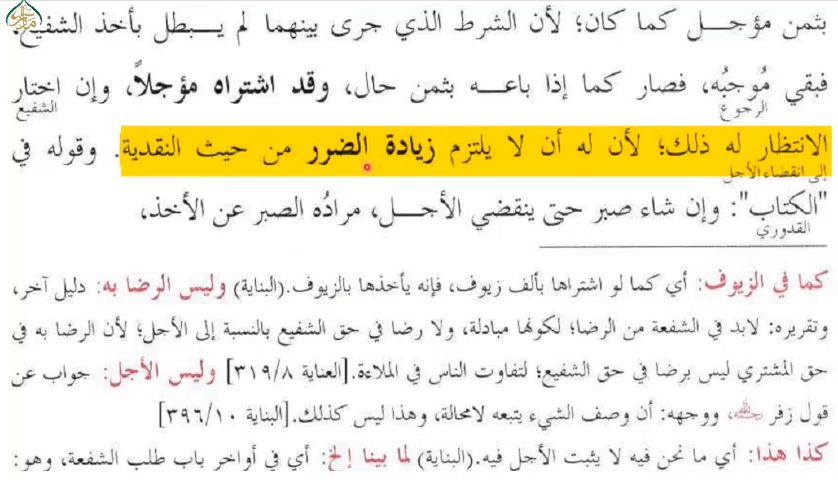 بثمن مؤجل كما كان؛ لأن الشرط الذي جرى بينهما لم يبطل بأخذ الشفيع،
فبقي مُوجبُه، فصار كما إذا باعه بثمن حال، وقد اشتراه مؤجلاً، وإن اختار
الرجوع الشفيع
الانتظار له ذلك؛ لأن له أن لا يلتزم زيادة الضرر من حيث النقدية. وقوله في
إلى انقضاء الأجل
"الكتاب": وإن شاء صبر حتى ينقضي الأجل، مرادُه الصبر عن الأخذ،
القدوري
كما في الزيوف: أي كما لو اشتراها بألف زيوف، فإنه يأخذها بالزيوف.(البناية) وليس الرضا به: دليل آخر،
وتقريره: لابد في الشفعة من الرضا؛ لكونها مبادلة، ولا رضا في حق الشفيع بالنسبة إلى الأجل؛ لأن الرضا به في
حق المشتري ليس برضا في حق الشفيع؛ لتفاوت الناس في الملاءة.[العناية ٣١٩/٨] وليس الأجل: جواب عن
قول زفر رحمه الله، ووجهه: أن وصف الشيء يتبعه لامحالة، وهذا ليس كذلك.[البناية ٣٩٦/١٠]
كذا هذا: أي ما نحن فيه لا يثبت الأجل فيه.(البناية) لما بينا إلخ: أي في أواخر باب طلب الشفعة، وهو: